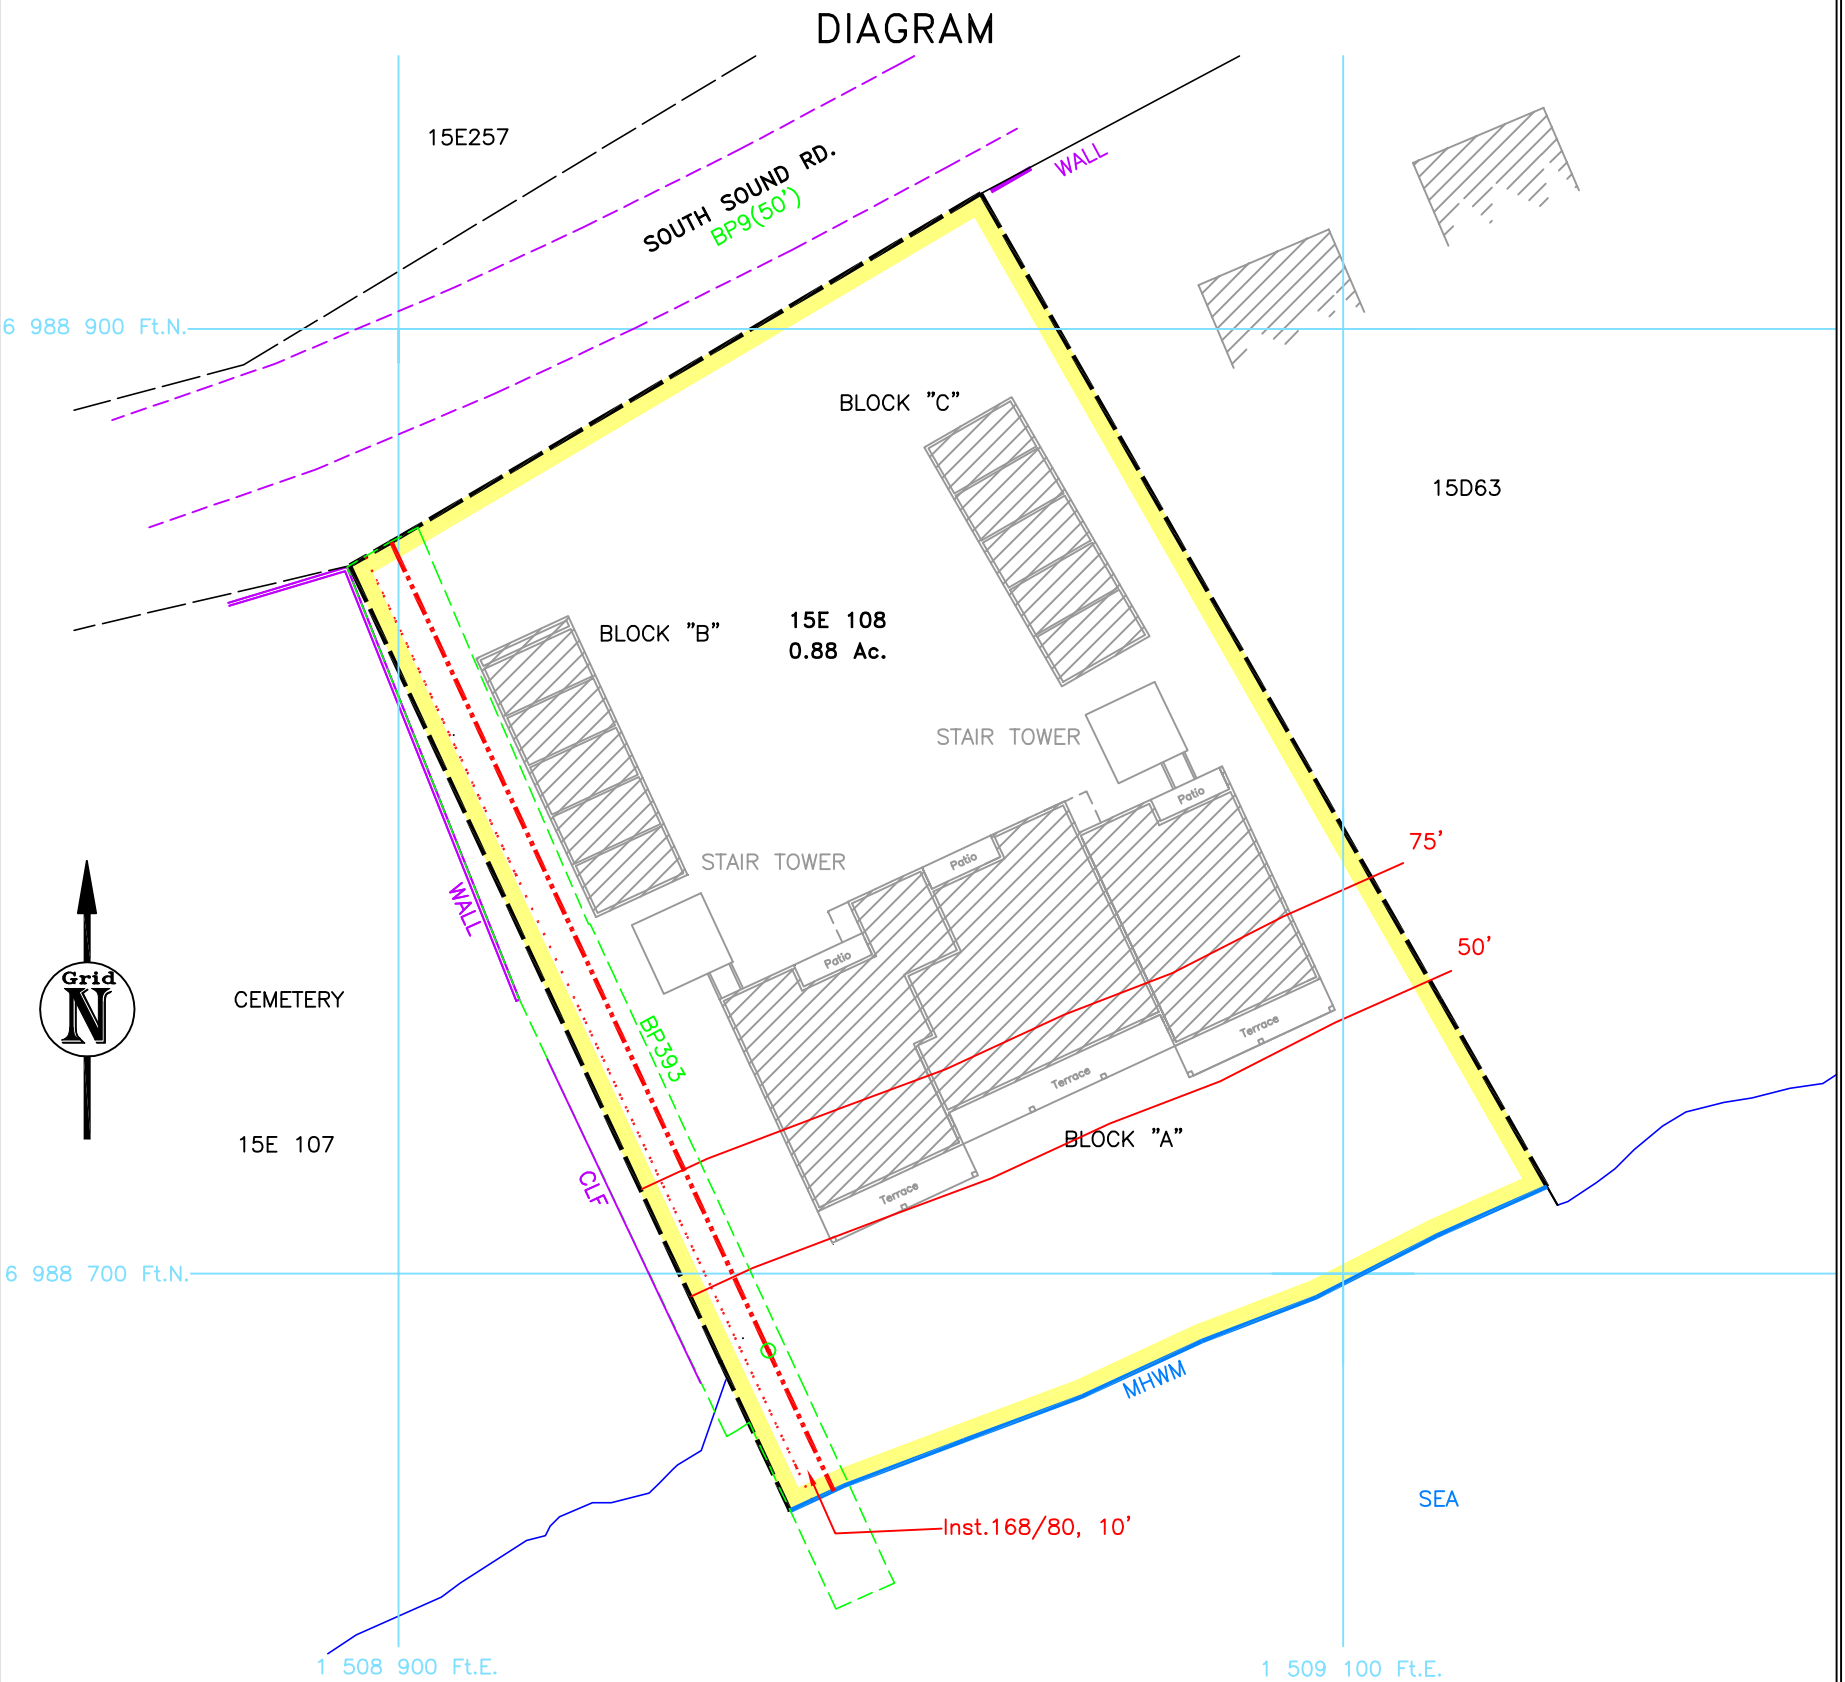 DIAGRAM
15E257
SOUTH SOUND RD.
BP9(50')
WALL
6 988 900 Ft.N.
BLOCK "C"
15D63
15E 108
0.88 Ac.
BLOCK "B"
STAIR TOWER
Patio
75'
STAIR TOWER
Patio
WALL
50'
Patio
Grid
N
CEMETERY
Terrace
BP393
Terrace
15E 107
BLOCK "A"
CLF
Terrace
6 988 700 Ft.N.
MHWM
SEA
Inst.168/80, 10'
1 508 900 Ft.E.
1 509 100 Ft.E.